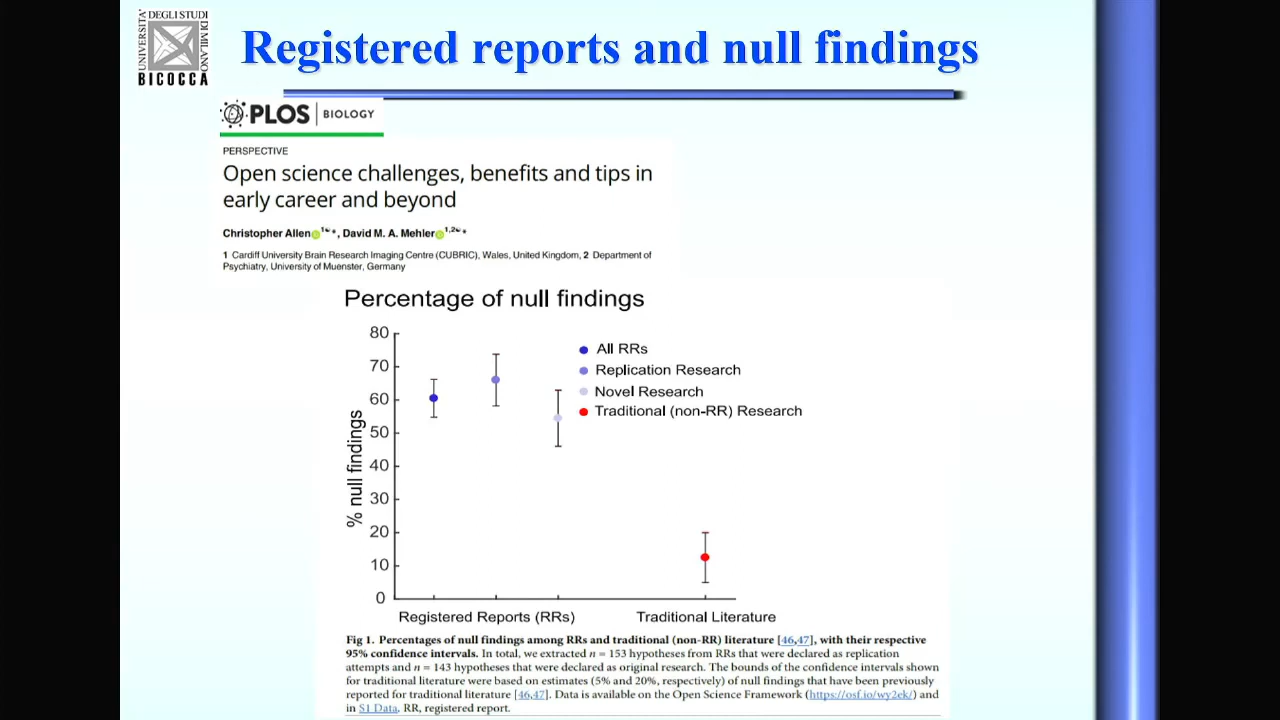 UNIVERSITA'
DEGLI STUDI
DI MILANO
BICOCCA
Registered reports and null findings
PLOS | BIOLOGY
PERSPECTIVE
Open science challenges, benefits and tips in
early career and beyond
Christopher Allen 1☯*, David M. A. Mehler 1,2☯*
1 Cardiff University Brain Research Imaging Centre (CUBRIC), Wales, United Kingdom, 2 Department of
Psychiatry, University of Muenster, Germany
Percentage of null findings
% null findings
80
70
60
50
40
30
20
10
0
All RRs
Replication Research
Novel Research
Traditional (non-RR) Research
Registered Reports (RRs)
Traditional Literature
Fig 1. Percentages of null findings among RRs and traditional (non-RR) literature [46,47], with their respective
95% confidence intervals. In total, we extracted n = 153 hypotheses from RRs that were declared as replication
attempts and n = 143 hypotheses that were declared as original research. The bounds of the confidence intervals shown
for traditional literature were based on estimates (5% and 20%, respectively) of null findings that have been previously
reported for traditional literature [46,47]. Data is available on the Open Science Framework (https://osf.io/wy2ek/) and
in S1 Data. RR, registered report.